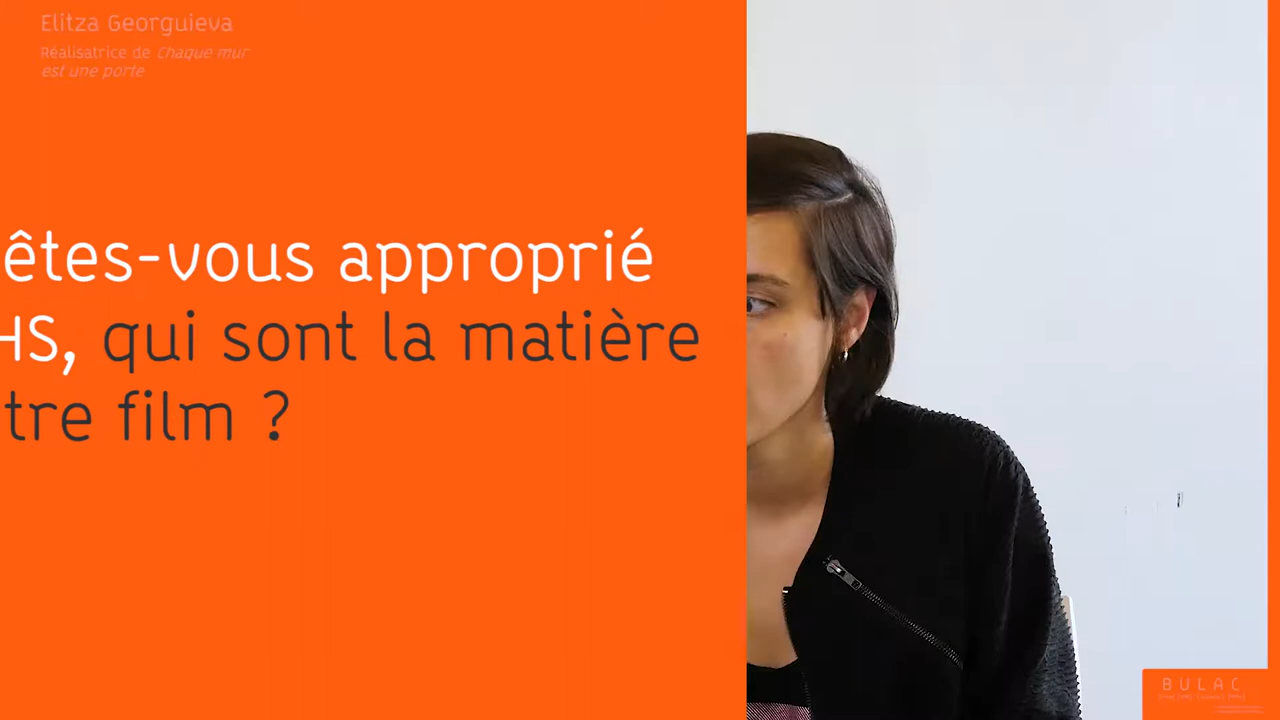 Elitza Georguieva
Réalisatrice de Chaque mur
est une porte
êtes-vous approprié
HS, qui sont la matière
tre film ?
BULAC